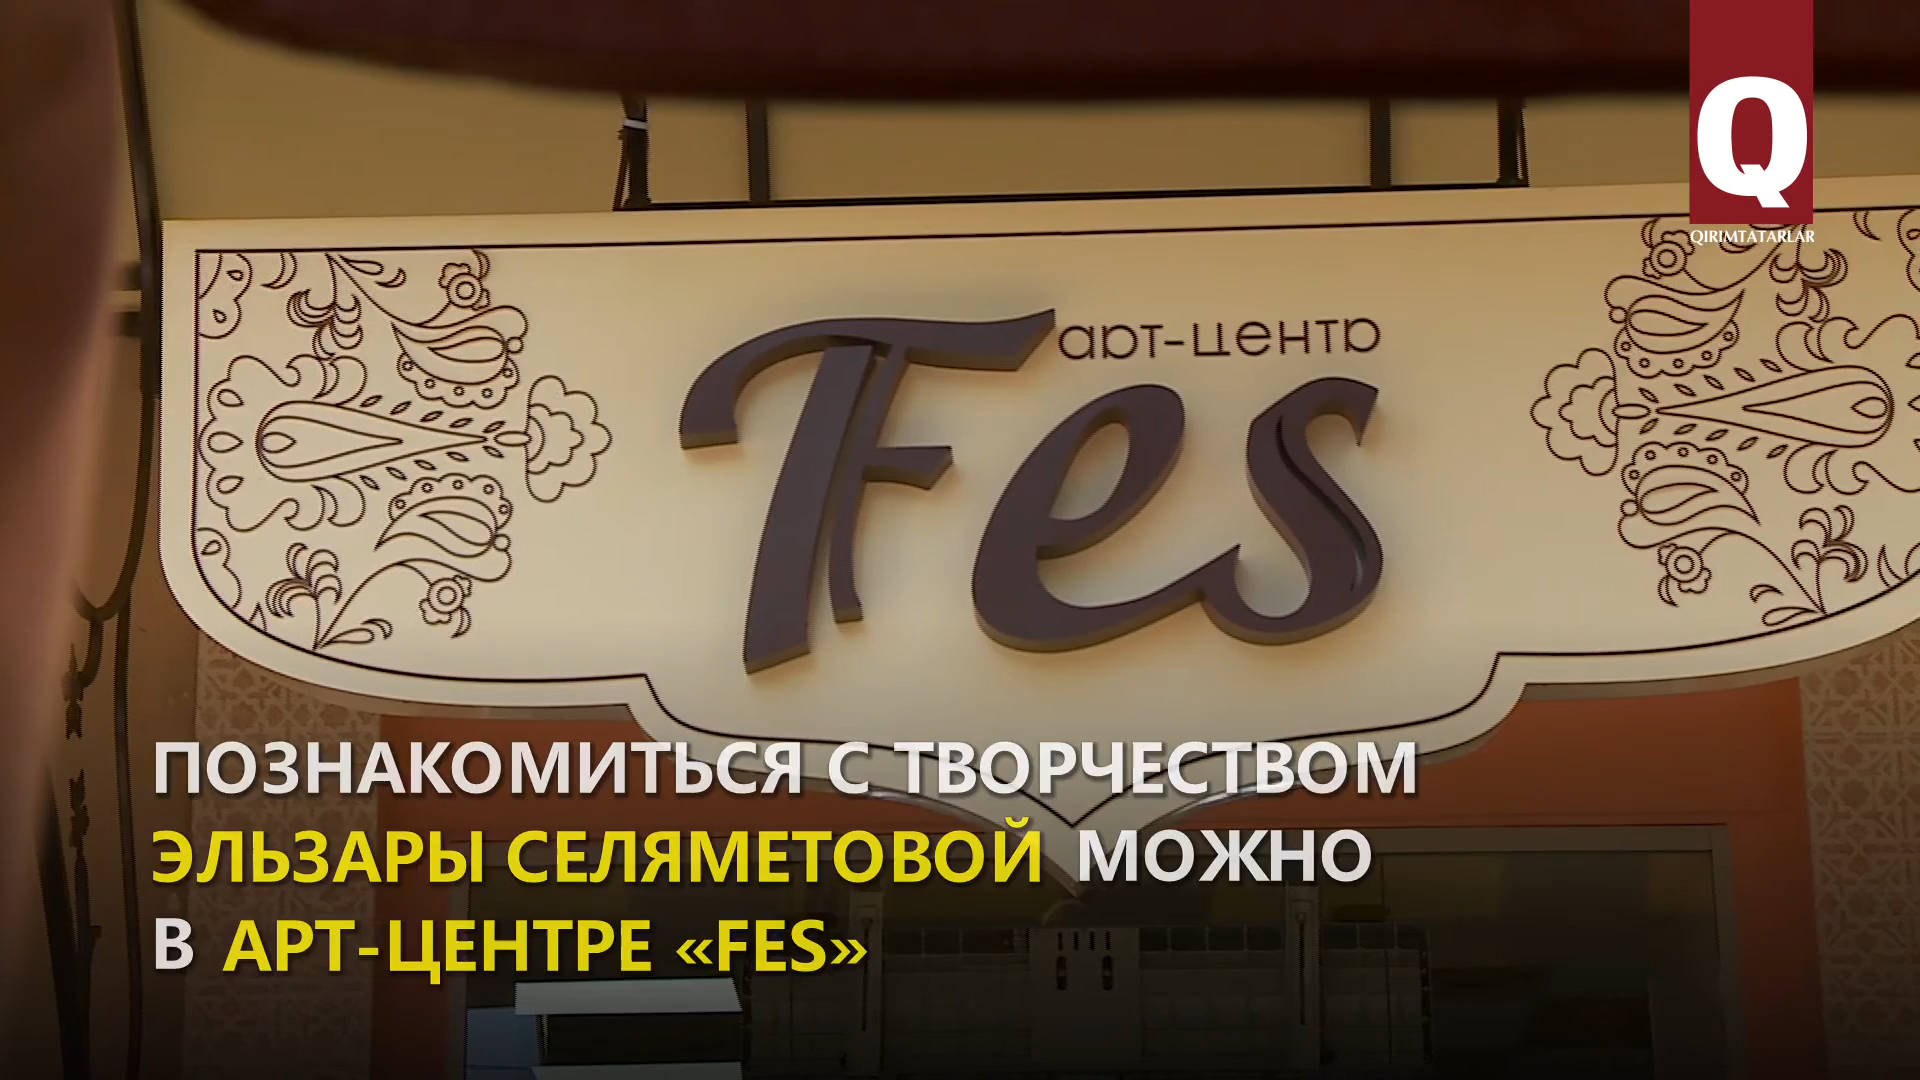 Q
QIRIMTATARLAR
арт-центр
Fes
ПОЗНАКОМИТЬСЯ С ТВОРЧЕСТВОМ
ЭЛЬЗАРЫ СЕЛЯМЕТОВОЙ МОЖНО
В АРТ-ЦЕНТРЕ «FES»